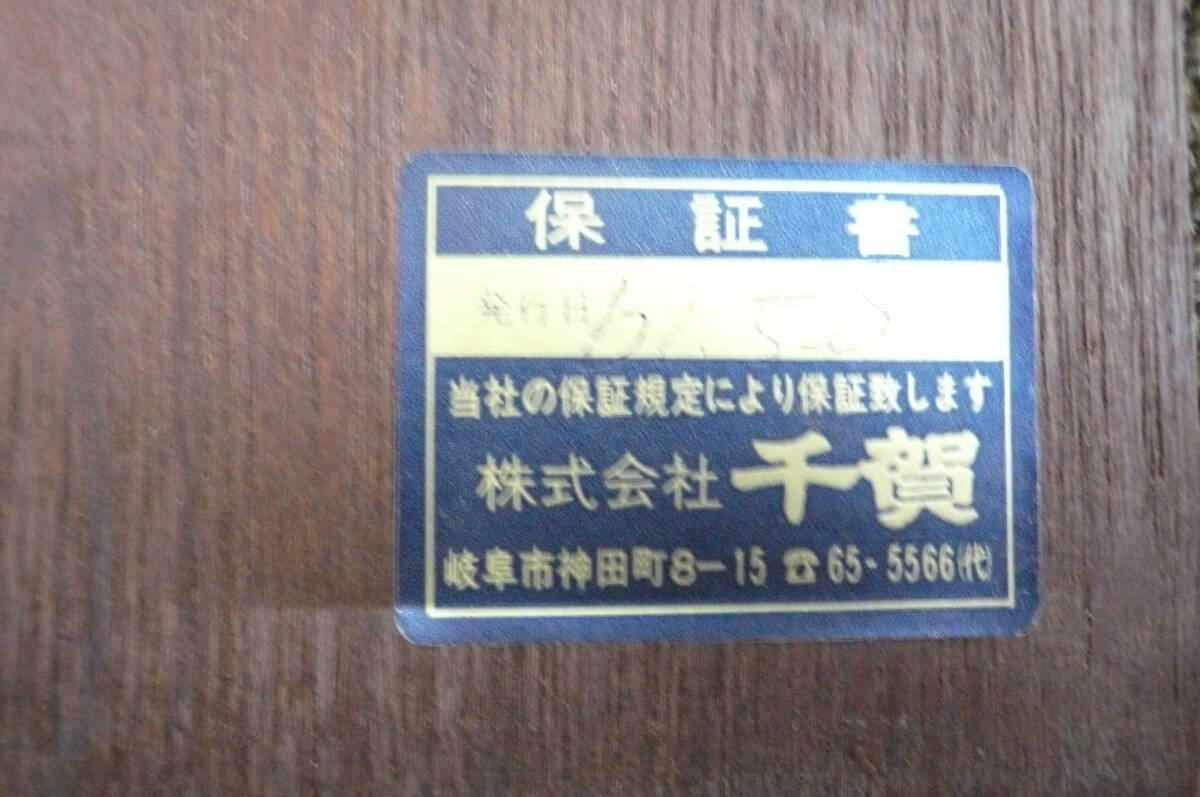 保証書
発行日
当社の保証規定により保証致します
株式会社千賀
岐阜市神田町8-15 ☎ 65-5566(代)